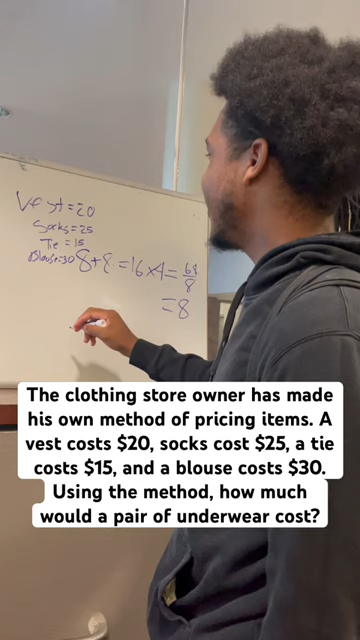 Vest=20
Socks=25
Tie =15
Blouse=30
8+8=16×4=64/8
=8
The clothing store owner has made
his own method of pricing items. A
vest costs $20, socks cost $25, a tie
costs $15, and a blouse costs $30.
Using the method, how much
would a pair of underwear cost?